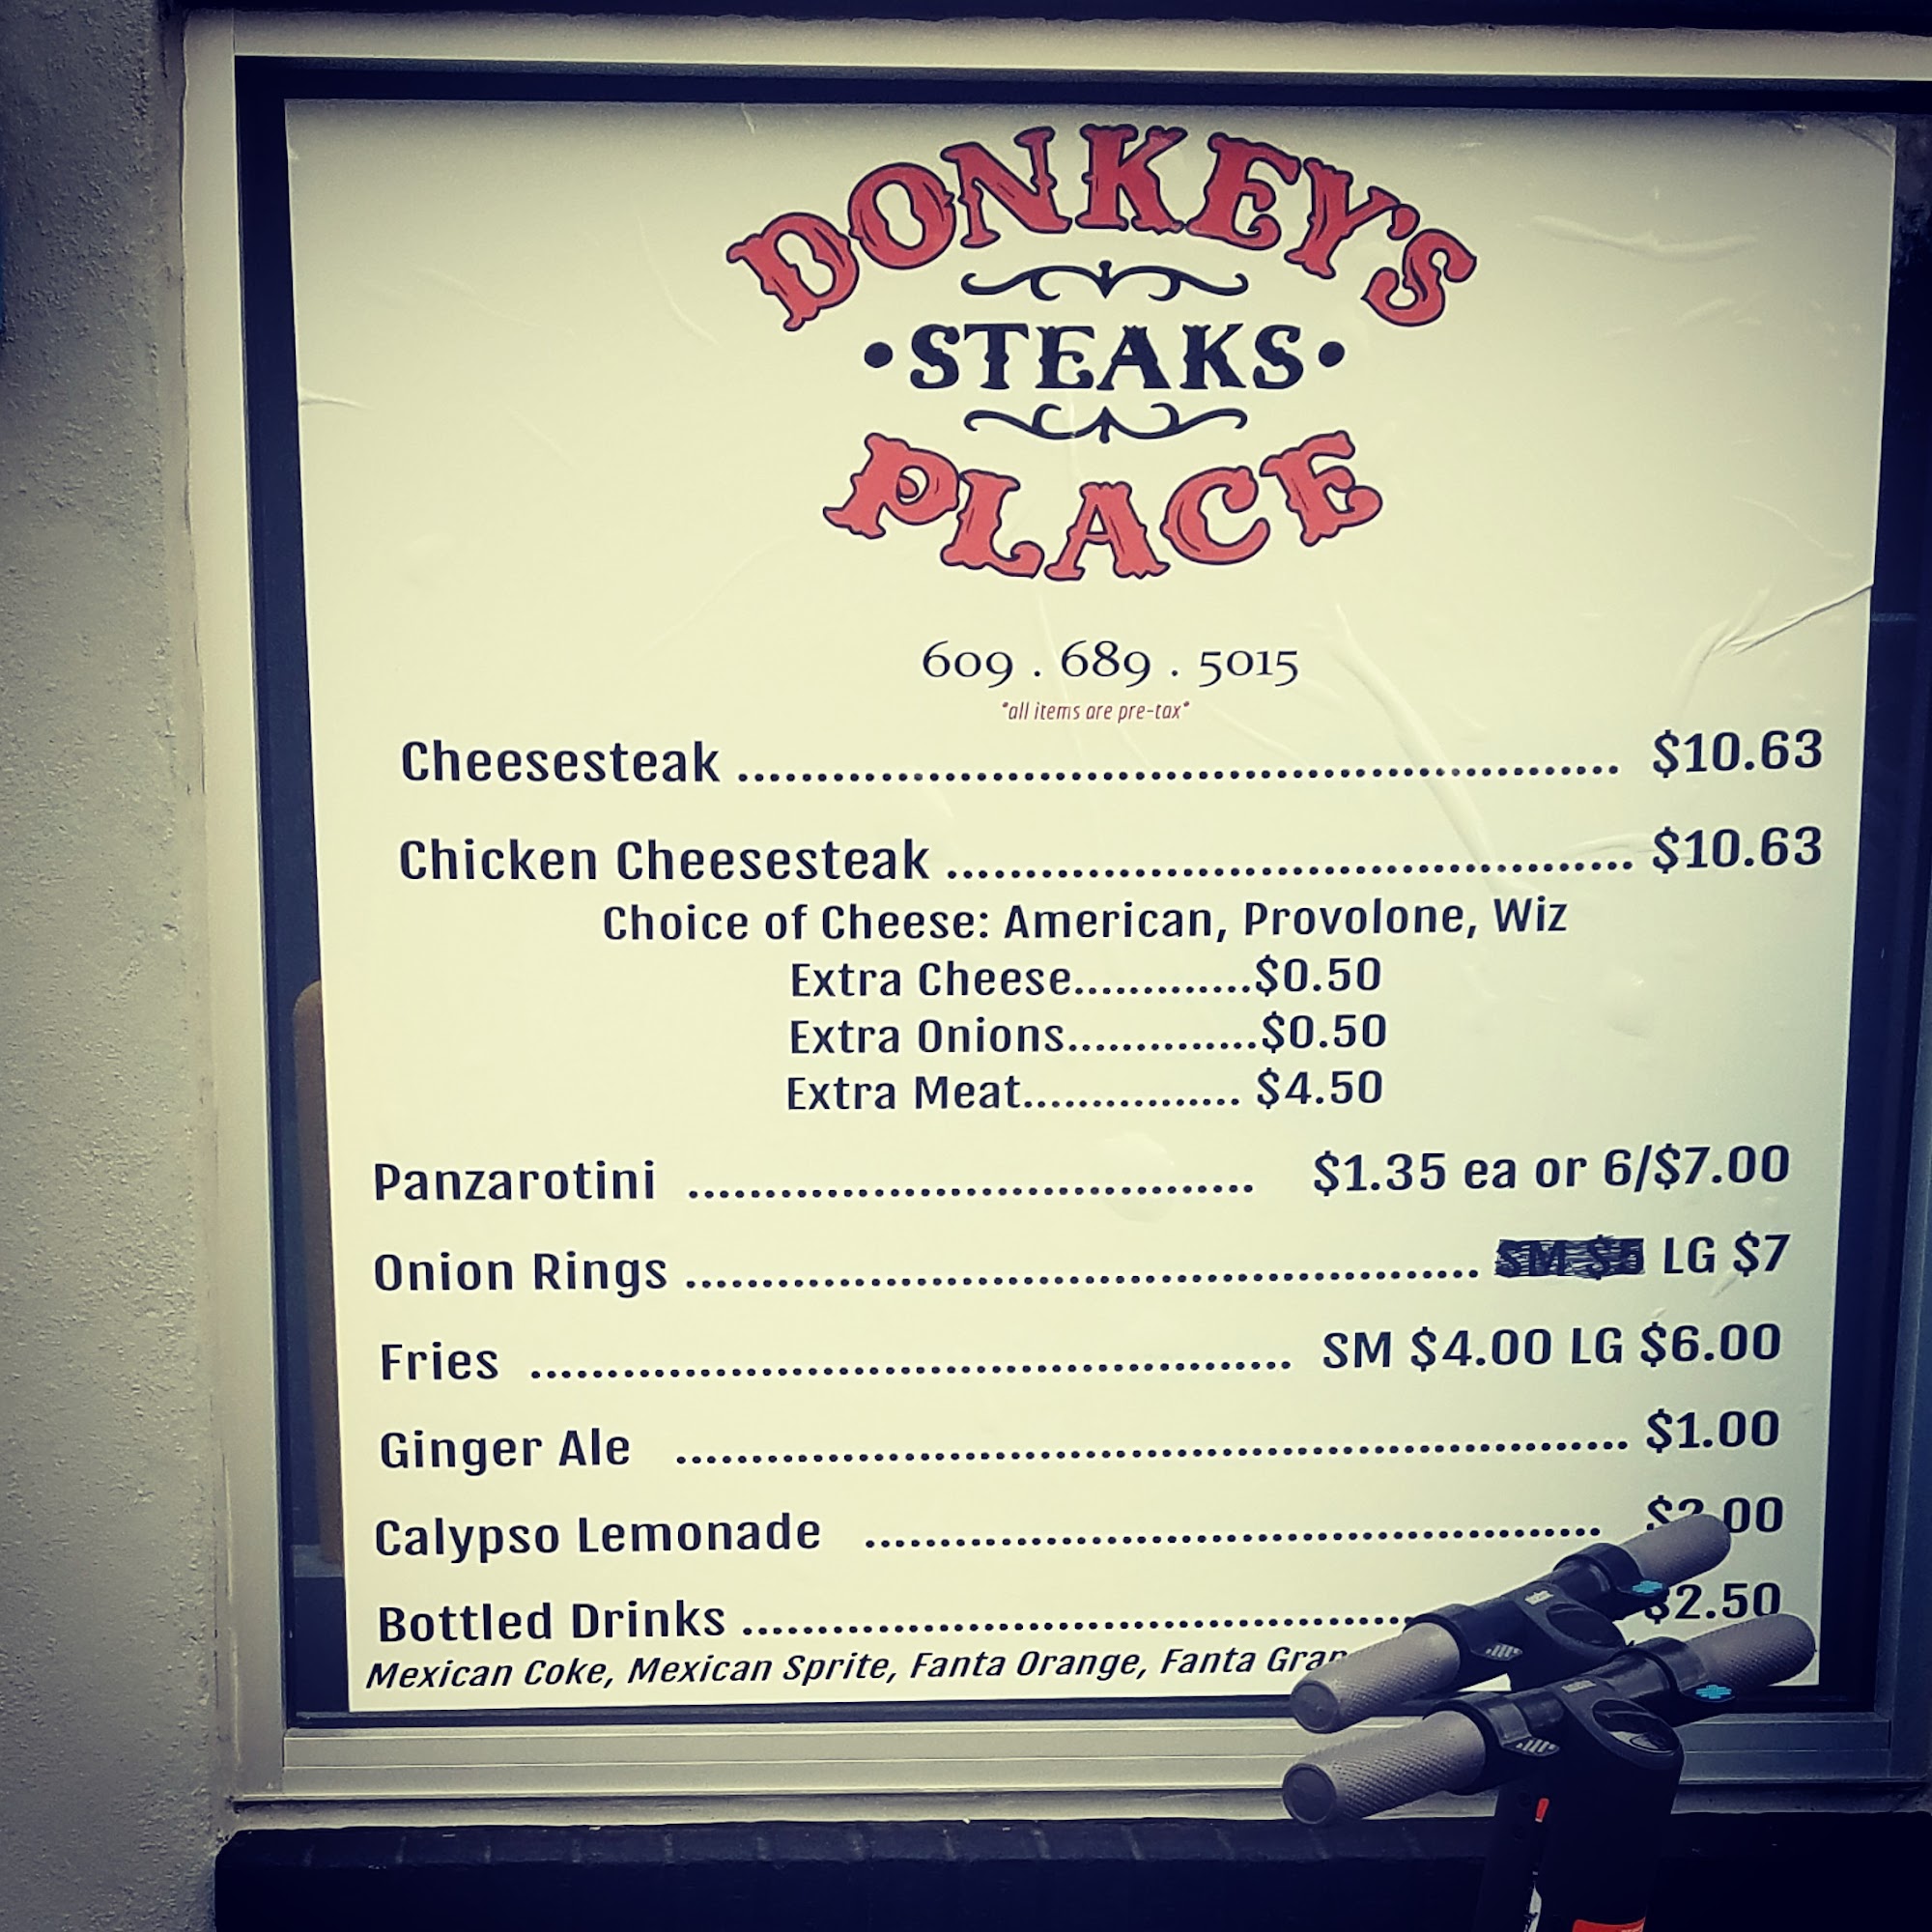 DONKEY'S
•STEAKS•
PLACE
609 . 689 . 5015
*all items are pre-tax*
Cheesesteak ........................................................ $10.63
Chicken Cheesesteak ............................................ $10.63
Choice of Cheese: American, Provolone, Wiz
Extra Cheese.............$0.50
Extra Onions..............$0.50
Extra Meat................ $4.50
Panzarotini ..................................... $1.35 ea or 6/$7.00
Onion Rings .................................................... LG $7
Fries .................................................. SM $4.00 LG $6.00
Ginger Ale .............................................................. $1.00
Calypso Lemonade ................................................
Bottled Drinks ............................................ $2.50
Mexican Coke, Mexican Sprite, Fanta Orange, Fanta